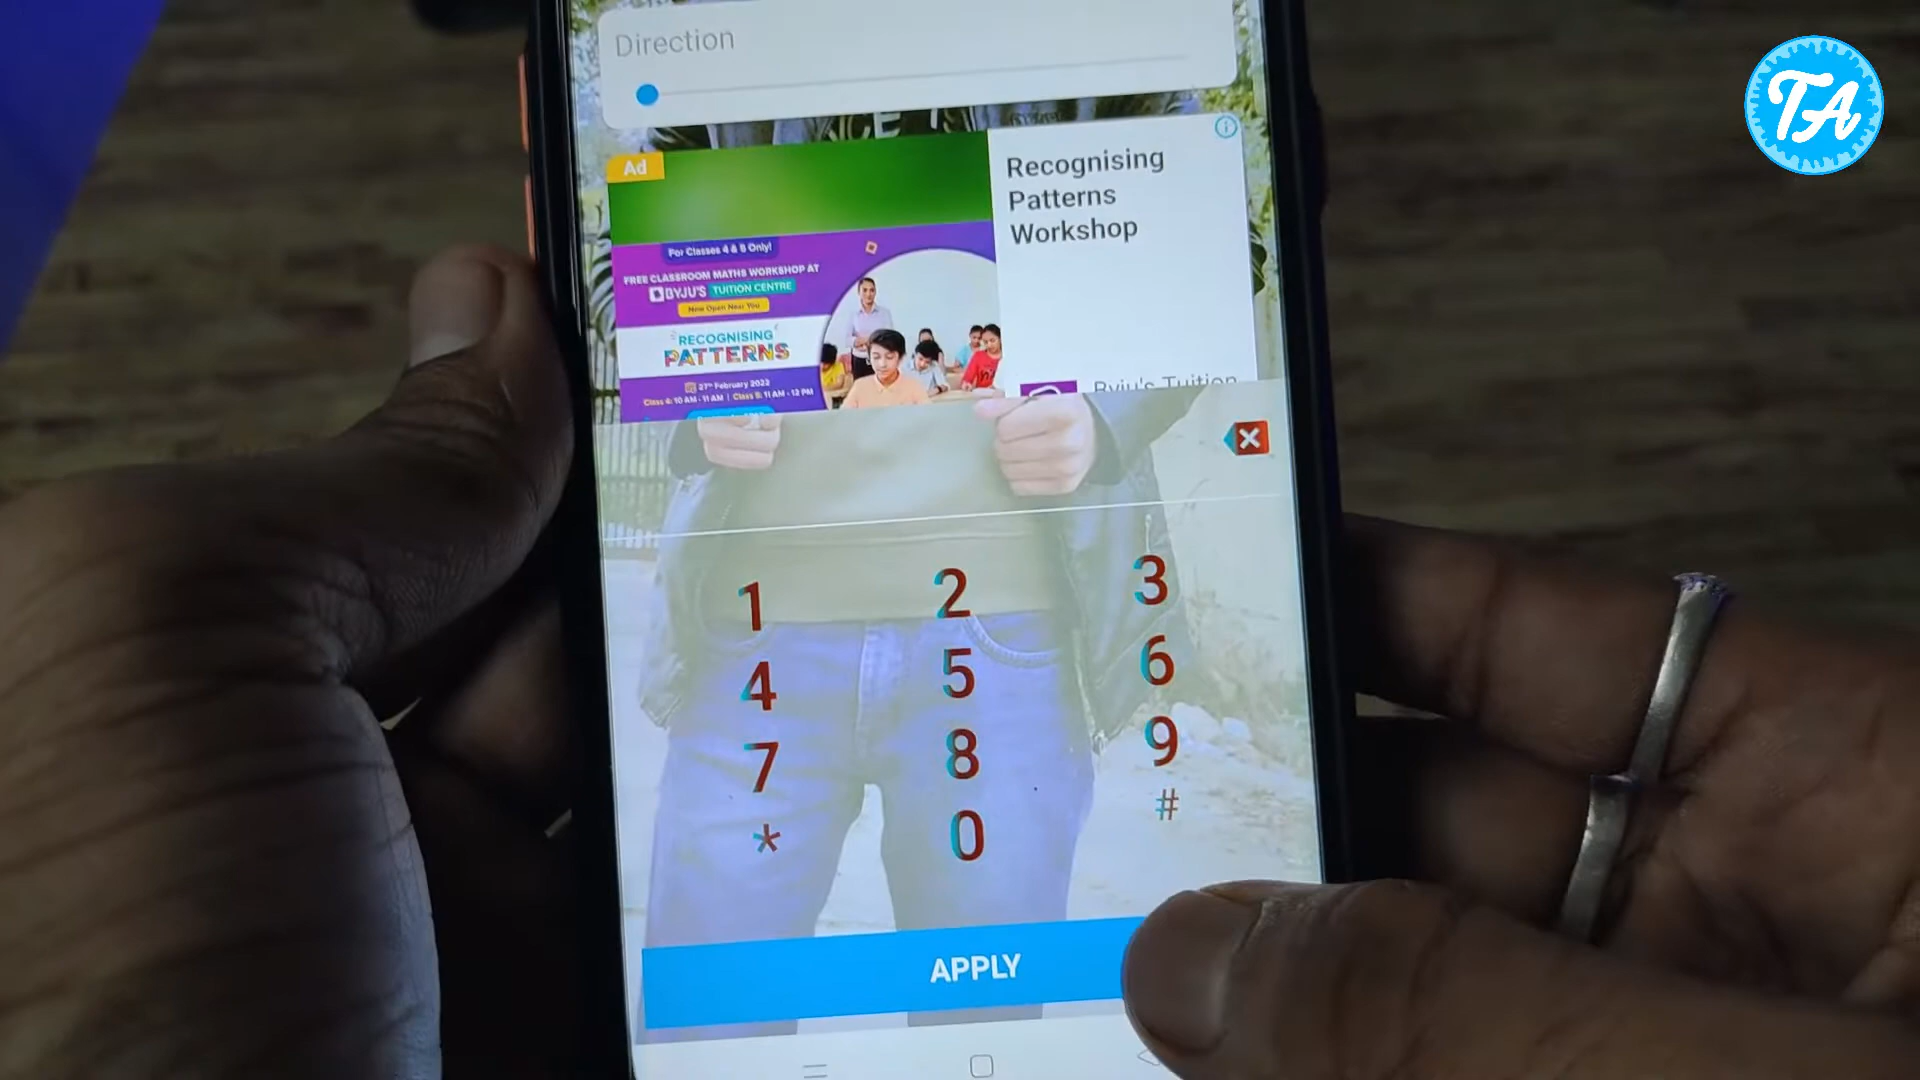 Direction
TA
Ad
Recognising
Patterns
Workshop
For Classes 4 & 5 Only!
FREE CLASSROOM MATHS WORKSHOP AT
BYJU'S TUITION CENTRE
Now Open Near You
RECOGNISING
PATTERNS
27th February 2022
Class 4: 10 AM - 11 AM | Class 5: 11 AM - 12 PM
Byju's Tuition
1 2 3
4 5 6
7 8 9
* 0 #
APPLY